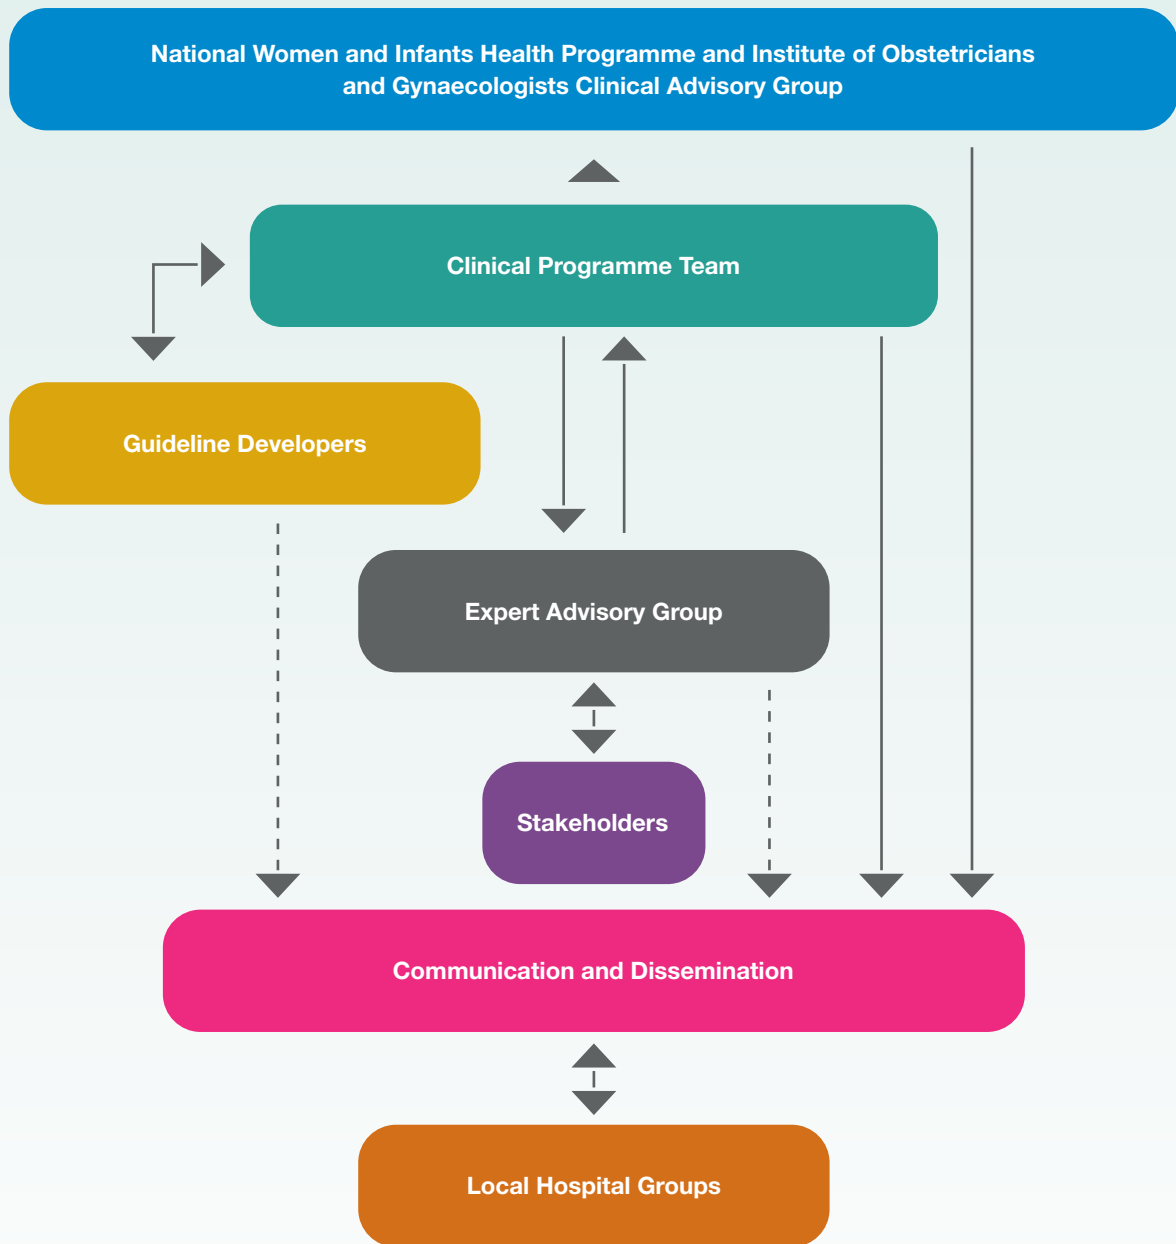 National Women and Infants Health Programme and Institute of Obstetricians
and Gynaecologists Clinical Advisory Group
Clinical Programme Team
Guideline Developers
Expert Advisory Group
Stakeholders
Communication and Dissemination
Local Hospital Groups